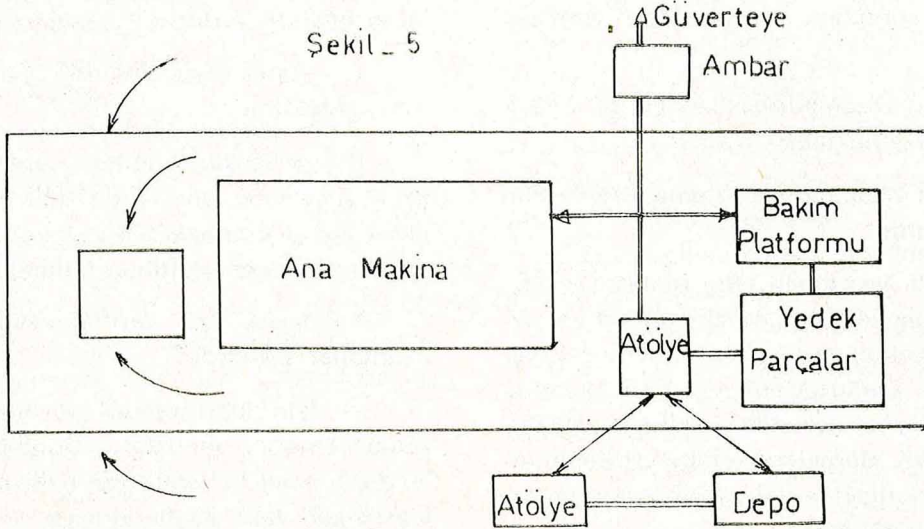 Şekil_5
Güverteye
Ambar
Ana Makina
Bakım
Platformu
Atölye
Yedek
Parçalar
Atölye
Depo